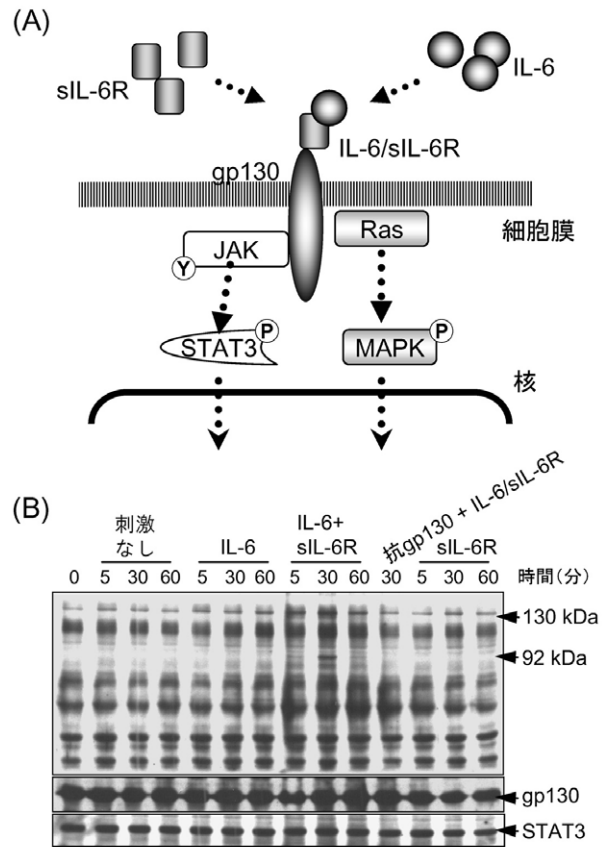 (A)
sIL-6R
IL-6
IL-6/sIL-6R
gp130
細胞膜
JAK
Y
Ras
STAT3
P
MAPK
P
核
(B)
刺激
なし
IL-6
IL-6+
sIL-6R
抗gp130 + IL-6/sIL-6R
sIL-6R
0 5 30 60 5 30 60 5 30 60 30 5 30 60 時間(分)
130 kDa
92 kDa
gp130
STAT3